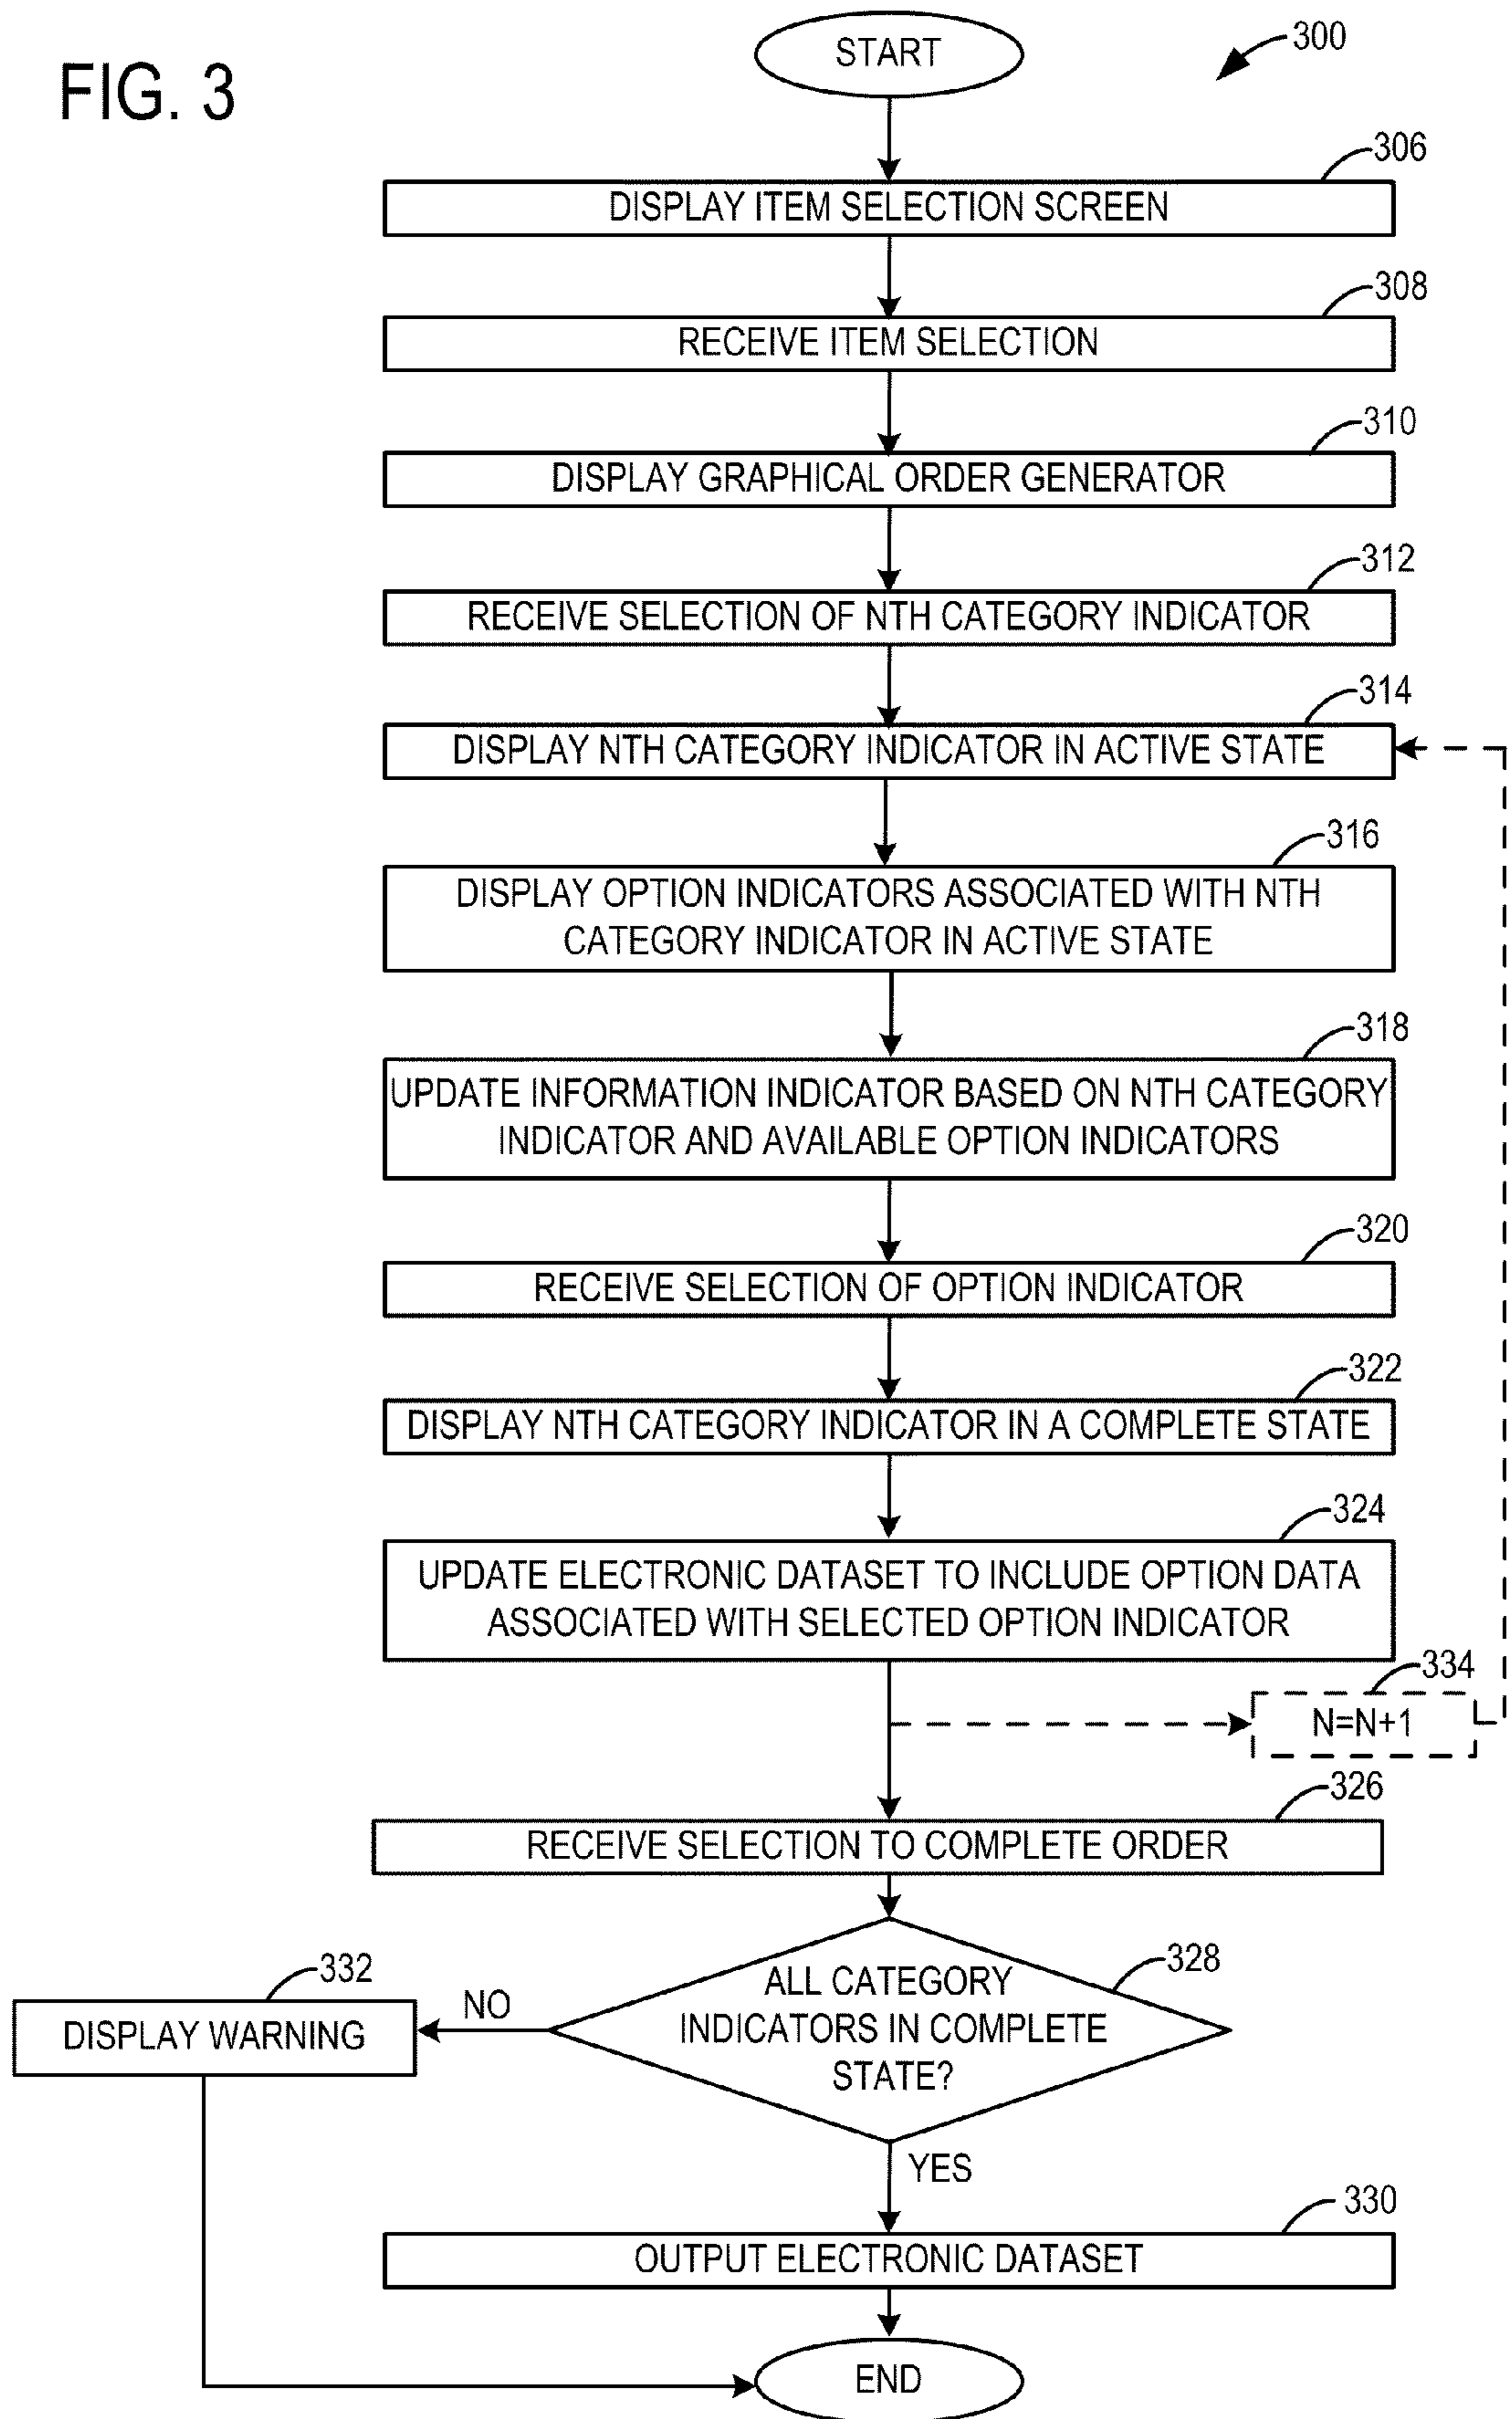 FIG. 3
START
300
306
DISPLAY ITEM SELECTION SCREEN
308
RECEIVE ITEM SELECTION
310
DISPLAY GRAPHICAL ORDER GENERATOR
312
RECEIVE SELECTION OF NTH CATEGORY INDICATOR
314
DISPLAY NTH CATEGORY INDICATOR IN ACTIVE STATE
316
DISPLAY OPTION INDICATORS ASSOCIATED WITH NTH
CATEGORY INDICATOR IN ACTIVE STATE
318
UPDATE INFORMATION INDICATOR BASED ON NTH CATEGORY
INDICATOR AND AVAILABLE OPTION INDICATORS
320
RECEIVE SELECTION OF OPTION INDICATOR
322
DISPLAY NTH CATEGORY INDICATOR IN A COMPLETE STATE
324
UPDATE ELECTRONIC DATASET TO INCLUDE OPTION DATA
ASSOCIATED WITH SELECTED OPTION INDICATOR
334
N=N+1
326
RECEIVE SELECTION TO COMPLETE ORDER
328
ALL CATEGORY
INDICATORS IN COMPLETE
STATE?
NO
332
DISPLAY WARNING
YES
330
OUTPUT ELECTRONIC DATASET
END